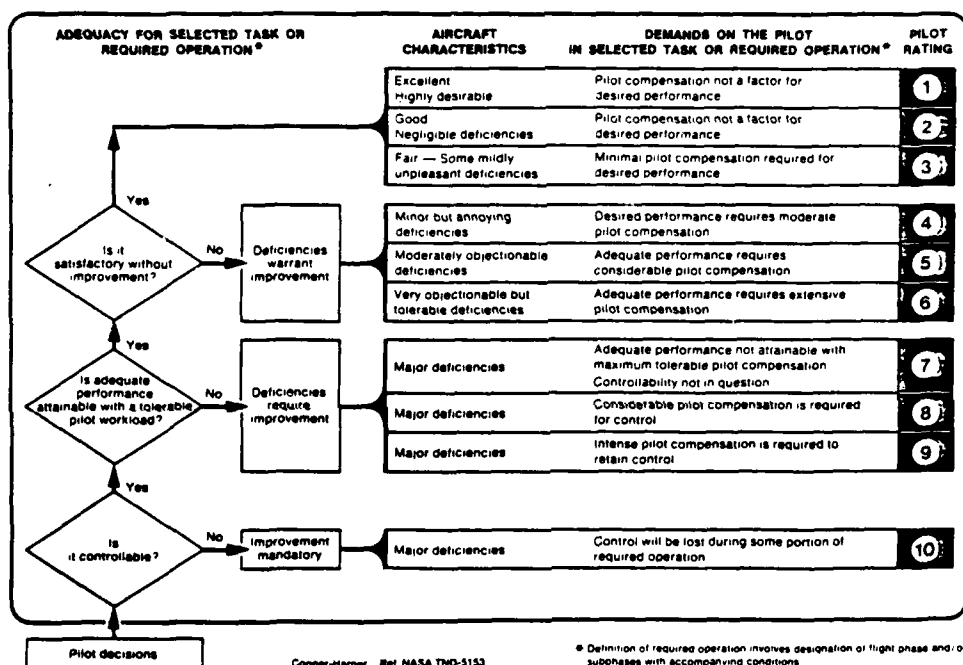 ADEQUACY FOR SELECTED TASK OR
REQUIRED OPERATION*
AIRCRAFT
CHARACTERISTICS
DEMANDS ON THE PILOT
IN SELECTED TASK OR REQUIRED OPERATION*
PILOT
RATING
Excellent
Highly desirable
Pilot compensation not a factor for
desired performance
1
Good
Negligible deficiencies
Pilot compensation not a factor for
desired performance
2
Fair — Some mildly
unpleasant deficiencies
Minimal pilot compensation required for
desired performance
3
Yes
Is it
satisfactory without
improvement?
No
Deficiencies
warrant
improvement
Minor but annoying
deficiencies
Desired performance requires moderate
pilot compensation
4
Moderately objectionable
deficiencies
Adequate performance requires
considerable pilot compensation
5
Very objectionable but
tolerable deficiencies
Adequate performance requires extensive
pilot compensation
6
Yes
Is adequate
performance
attainable with a tolerable
pilot workload?
No
Deficiencies
require
improvement
Major deficiencies
Adequate performance not attainable with
maximum tolerable pilot compensation
Controllability not in question
7
Major deficiencies
Considerable pilot compensation is required
for control
8
Major deficiencies
Intense pilot compensation is required to
retain control
9
Yes
Is
it controllable?
No
Improvement
mandatory
Major deficiencies
Control will be lost during some portion of
required operation
10
Pilot decisions
Cooper-Harper Ref NASA TND-5153
* Definition of required operation involves designation of flight phase and/o
subphases with accompanying conditions